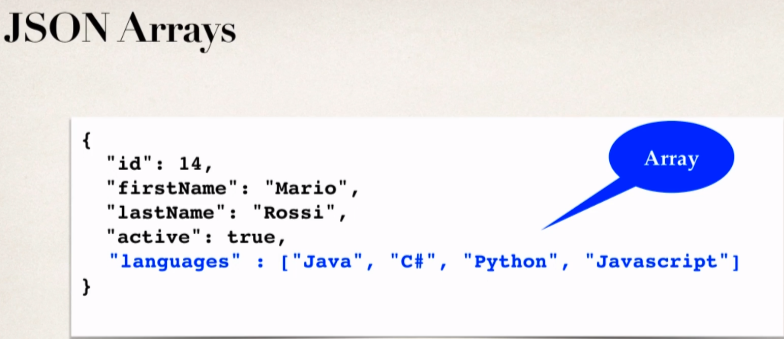 JSON Arrays
{
"id": 14,
"firstName": "Mario",
"lastName": "Rossi",
"active": true,
"languages" : ["Java", "C#", "Python", "Javascript"]
}
Array